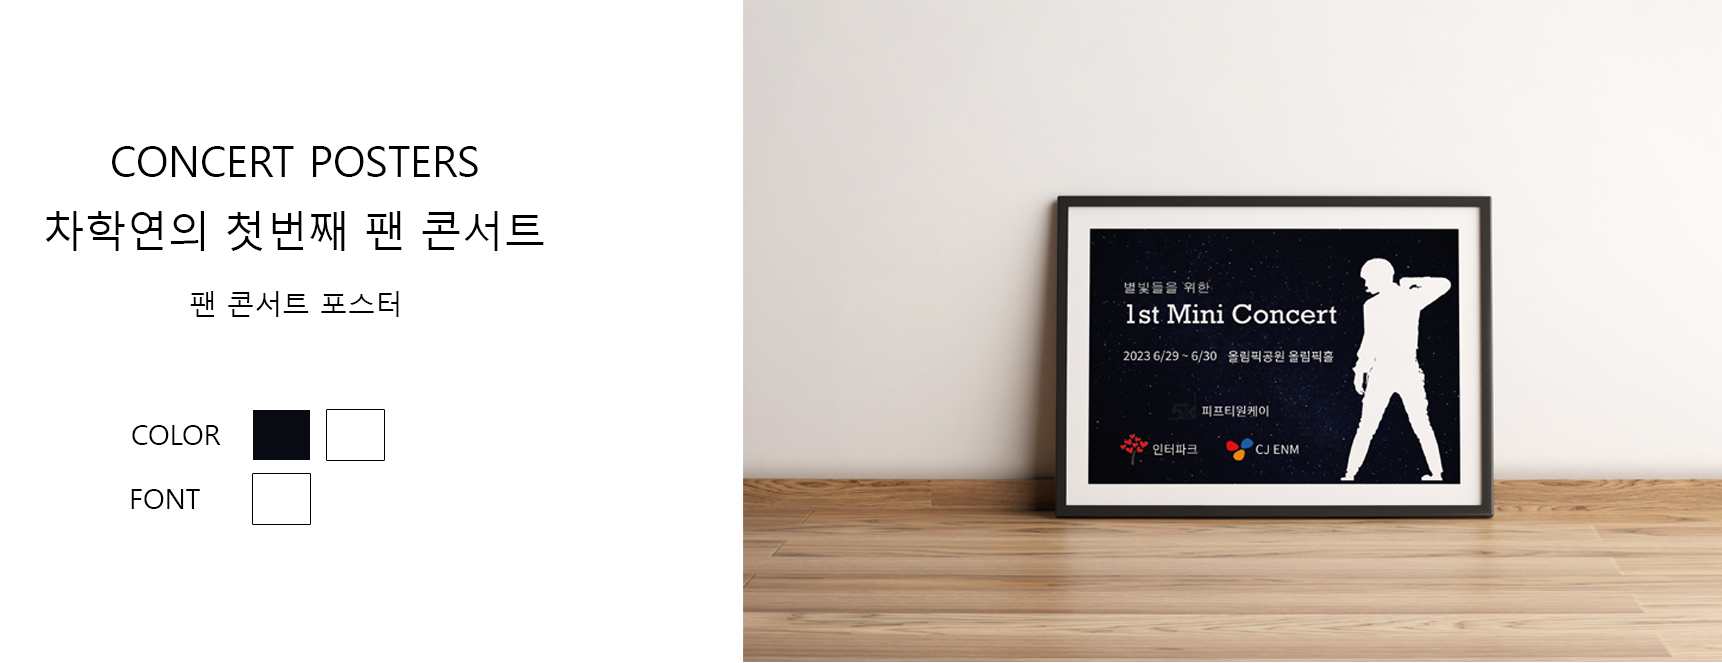 CONCERT POSTERS
차학연의 첫번째 팬 콘서트
팬 콘서트 포스터
COLOR
FONT
별빛들을 위한
1st Mini Concert
2023 6/29 ~ 6/30 올림픽공원 올림픽홀
피프티원케이
인터파크 CJ ENM